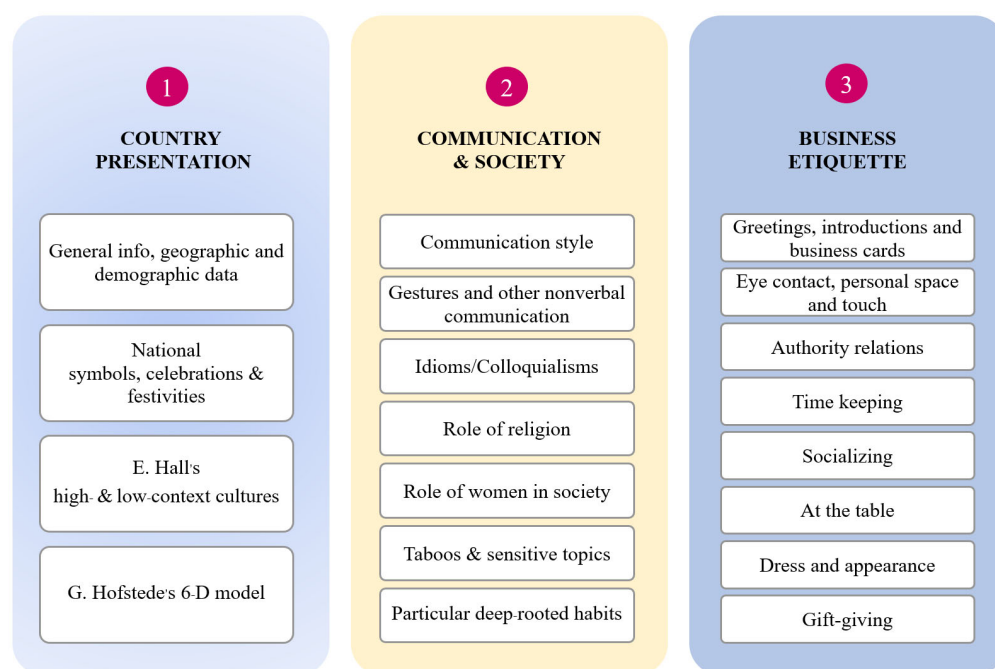 1
COUNTRY
PRESENTATION
General info, geographic and
demographic data
National
symbols, celebrations &
festivities
E. Hall's
high- & low-context cultures
G. Hofstede's 6-D model
2
COMMUNICATION
& SOCIETY
Communication style
Gestures and other nonverbal
communication
Idioms/Colloquialisms
Role of religion
Role of women in society
Taboos & sensitive topics
Particular deep-rooted habits
3
BUSINESS
ETIQUETTE
Greetings, introductions and
business cards
Eye contact, personal space
and touch
Authority relations
Time keeping
Socializing
At the table
Dress and appearance
Gift-giving